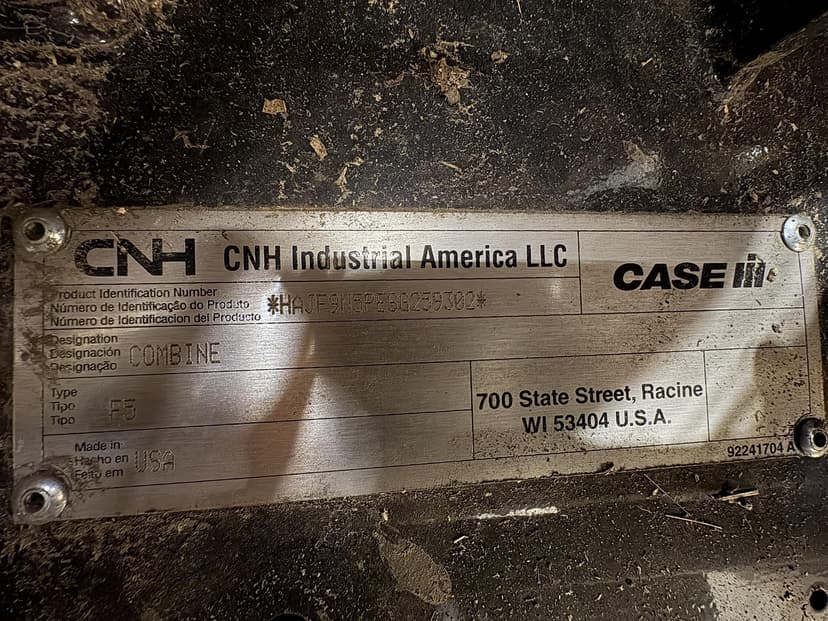 CNH
CNH Industrial America LLC
CASE IH
Product Identification Number
Número de Identificação do Produto
Número de Identificacion del Producto
Designation
Designación
Designação
COMBINE
Type
Tipo
Tipo
F5
700 State Street, Racine
WI 53404 U.S.A.
Made in
Hecho en
Feito em
USA
92241704 A